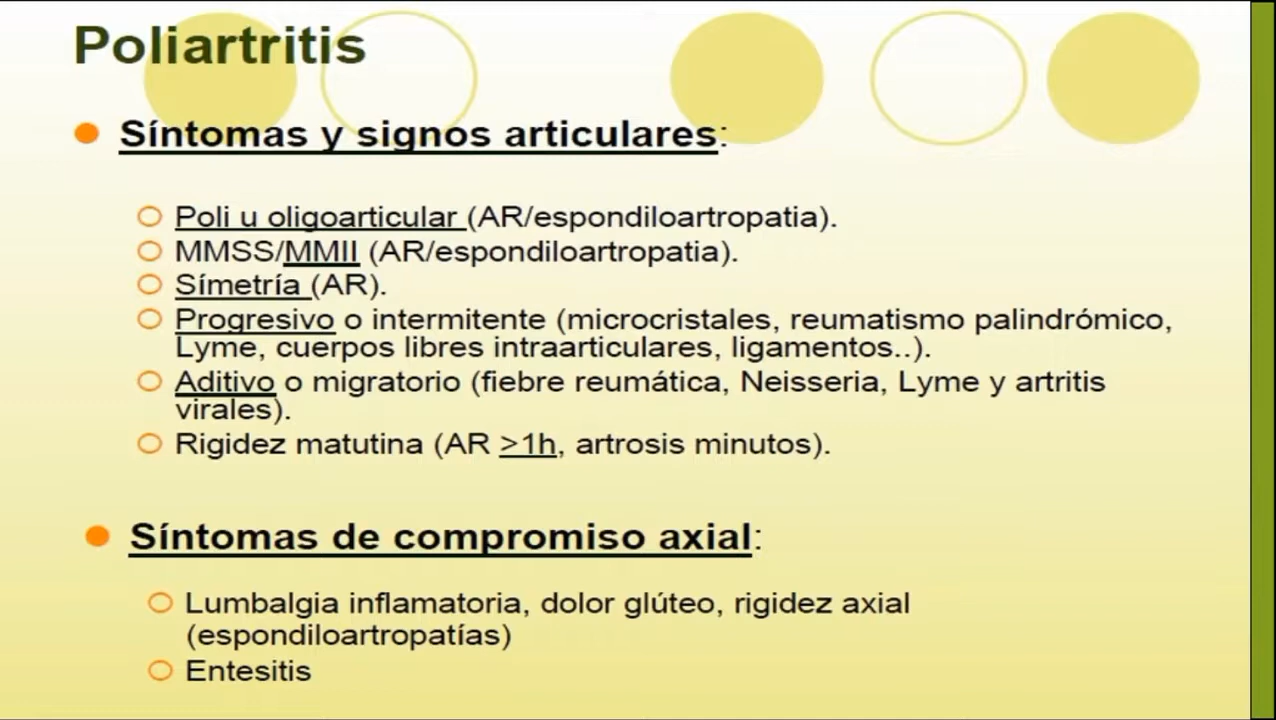 Poliartritis
Síntomas y signos articulares:
Poli u oligoarticular (AR/espondiloartropatia).
MMSS/MMII (AR/espondiloartropatia).
Símetría (AR).
Progresivo o intermitente (microcristales, reumatismo palindrómico,
Lyme, cuerpos libres intraarticulares, ligamentos..).
Aditivo o migratorio (fiebre reumática, Neisseria, Lyme y artritis
virales).
Rigidez matutina (AR >1h, artrosis minutos).
Síntomas de compromiso axial:
Lumbalgia inflamatoria, dolor glúteo, rigidez axial
(espondiloartropatías)
Entesitis